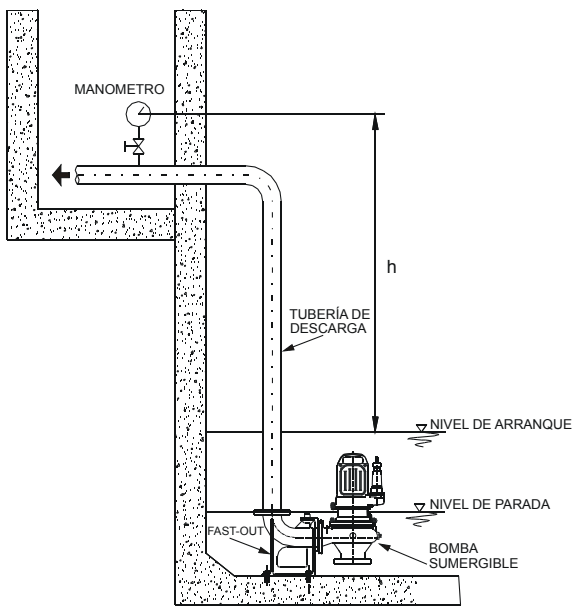 MANOMETRO
h
TUBERÍA DE
DESCARGA
NIVEL DE ARRANQUE
NIVEL DE PARADA
FAST-OUT
BOMBA
SUMERGIBLE